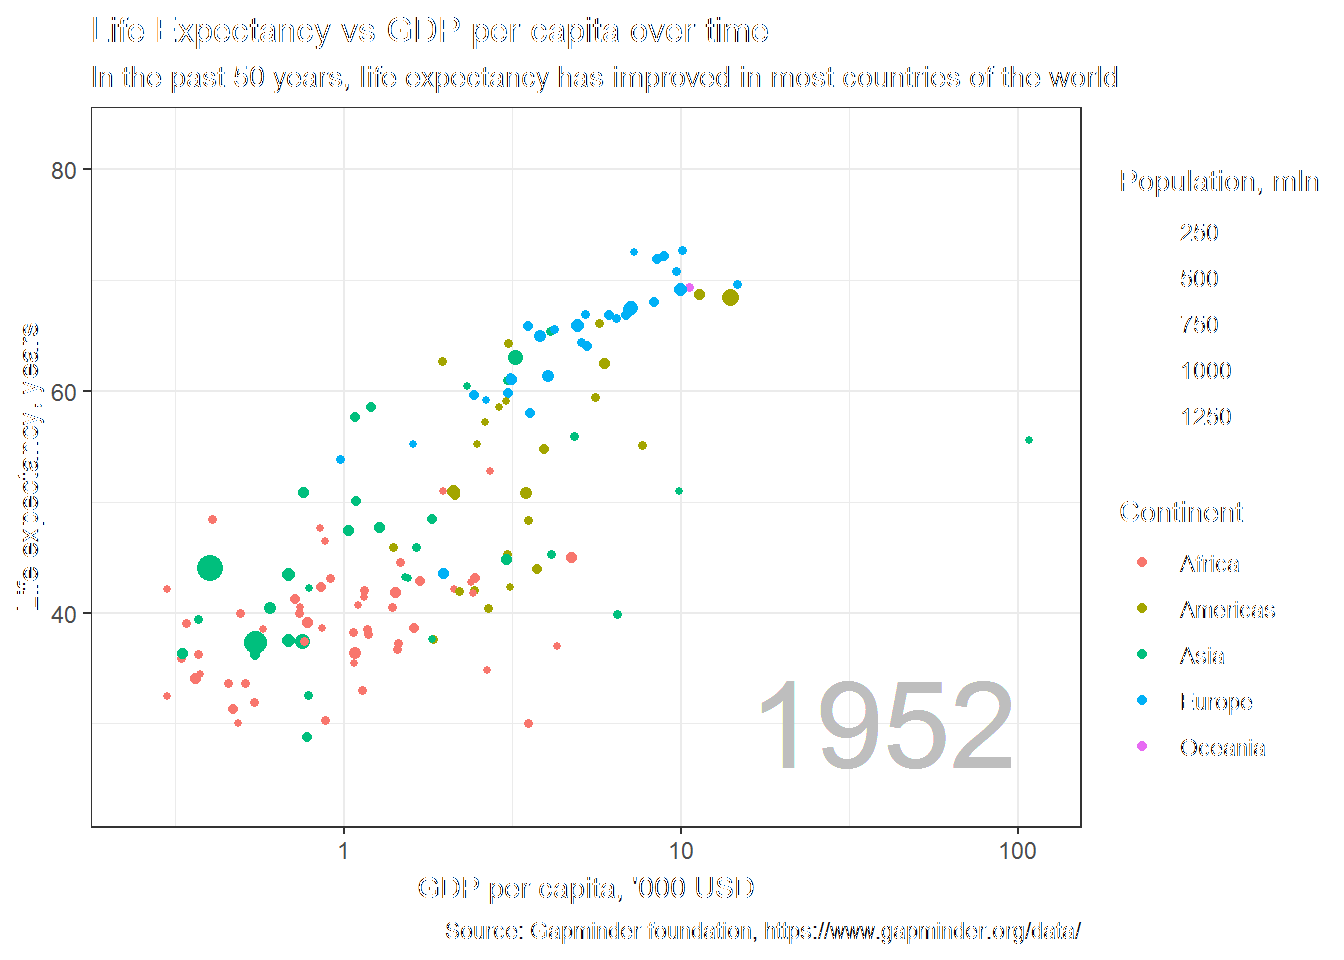 Life Expectancy vs GDP per capita over time
In the past 50 years, life expectancy has improved in most countries of the world
80
60
40
Life expectancy, years
1952
1
10
100
GDP per capita, '000 USD
Source: Gapminder foundation, https://www.gapminder.org/data/
Population, mln
250
500
750
1000
1250
Continent
Africa
Americas
Asia
Europe
Oceania